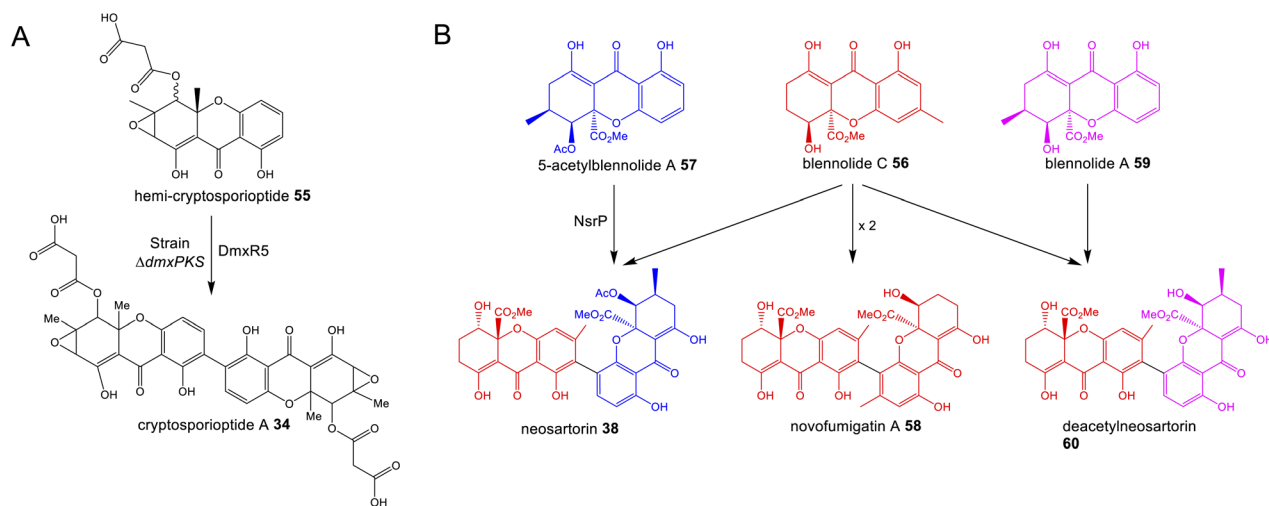 A
B
HO
O
O
O
O
O
OH
O
OH
hemi-cryptosporioptide 55
Strain
ΔdmxPKS
DmxR5
OH
O
O
O
O
Me
Me
O
O
OH
O
OH
OH
O
OH
O
O
Me
Me
O
O
O
OH
cryptosporioptide A 34
OH
O
OH
O
CO2Me
AcO
5-acetylblennolide A 57
OH
O
OH
O
CO2Me
OH
blennolide C 56
OH
O
OH
O
CO2Me
OH
blennolide A 59
NsrP
x 2
OH
CO2Me
O
OH
O
OH
AcO
MeO2C
O
OH
O
OH
neosartorin 38
OH
CO2Me
O
OH
O
OH
HO
MeO2C
O
OH
O
OH
novofumigatin A 58
OH
CO2Me
O
OH
O
OH
HO
MeO2C
O
OH
O
OH
deacetylneosartorin
60